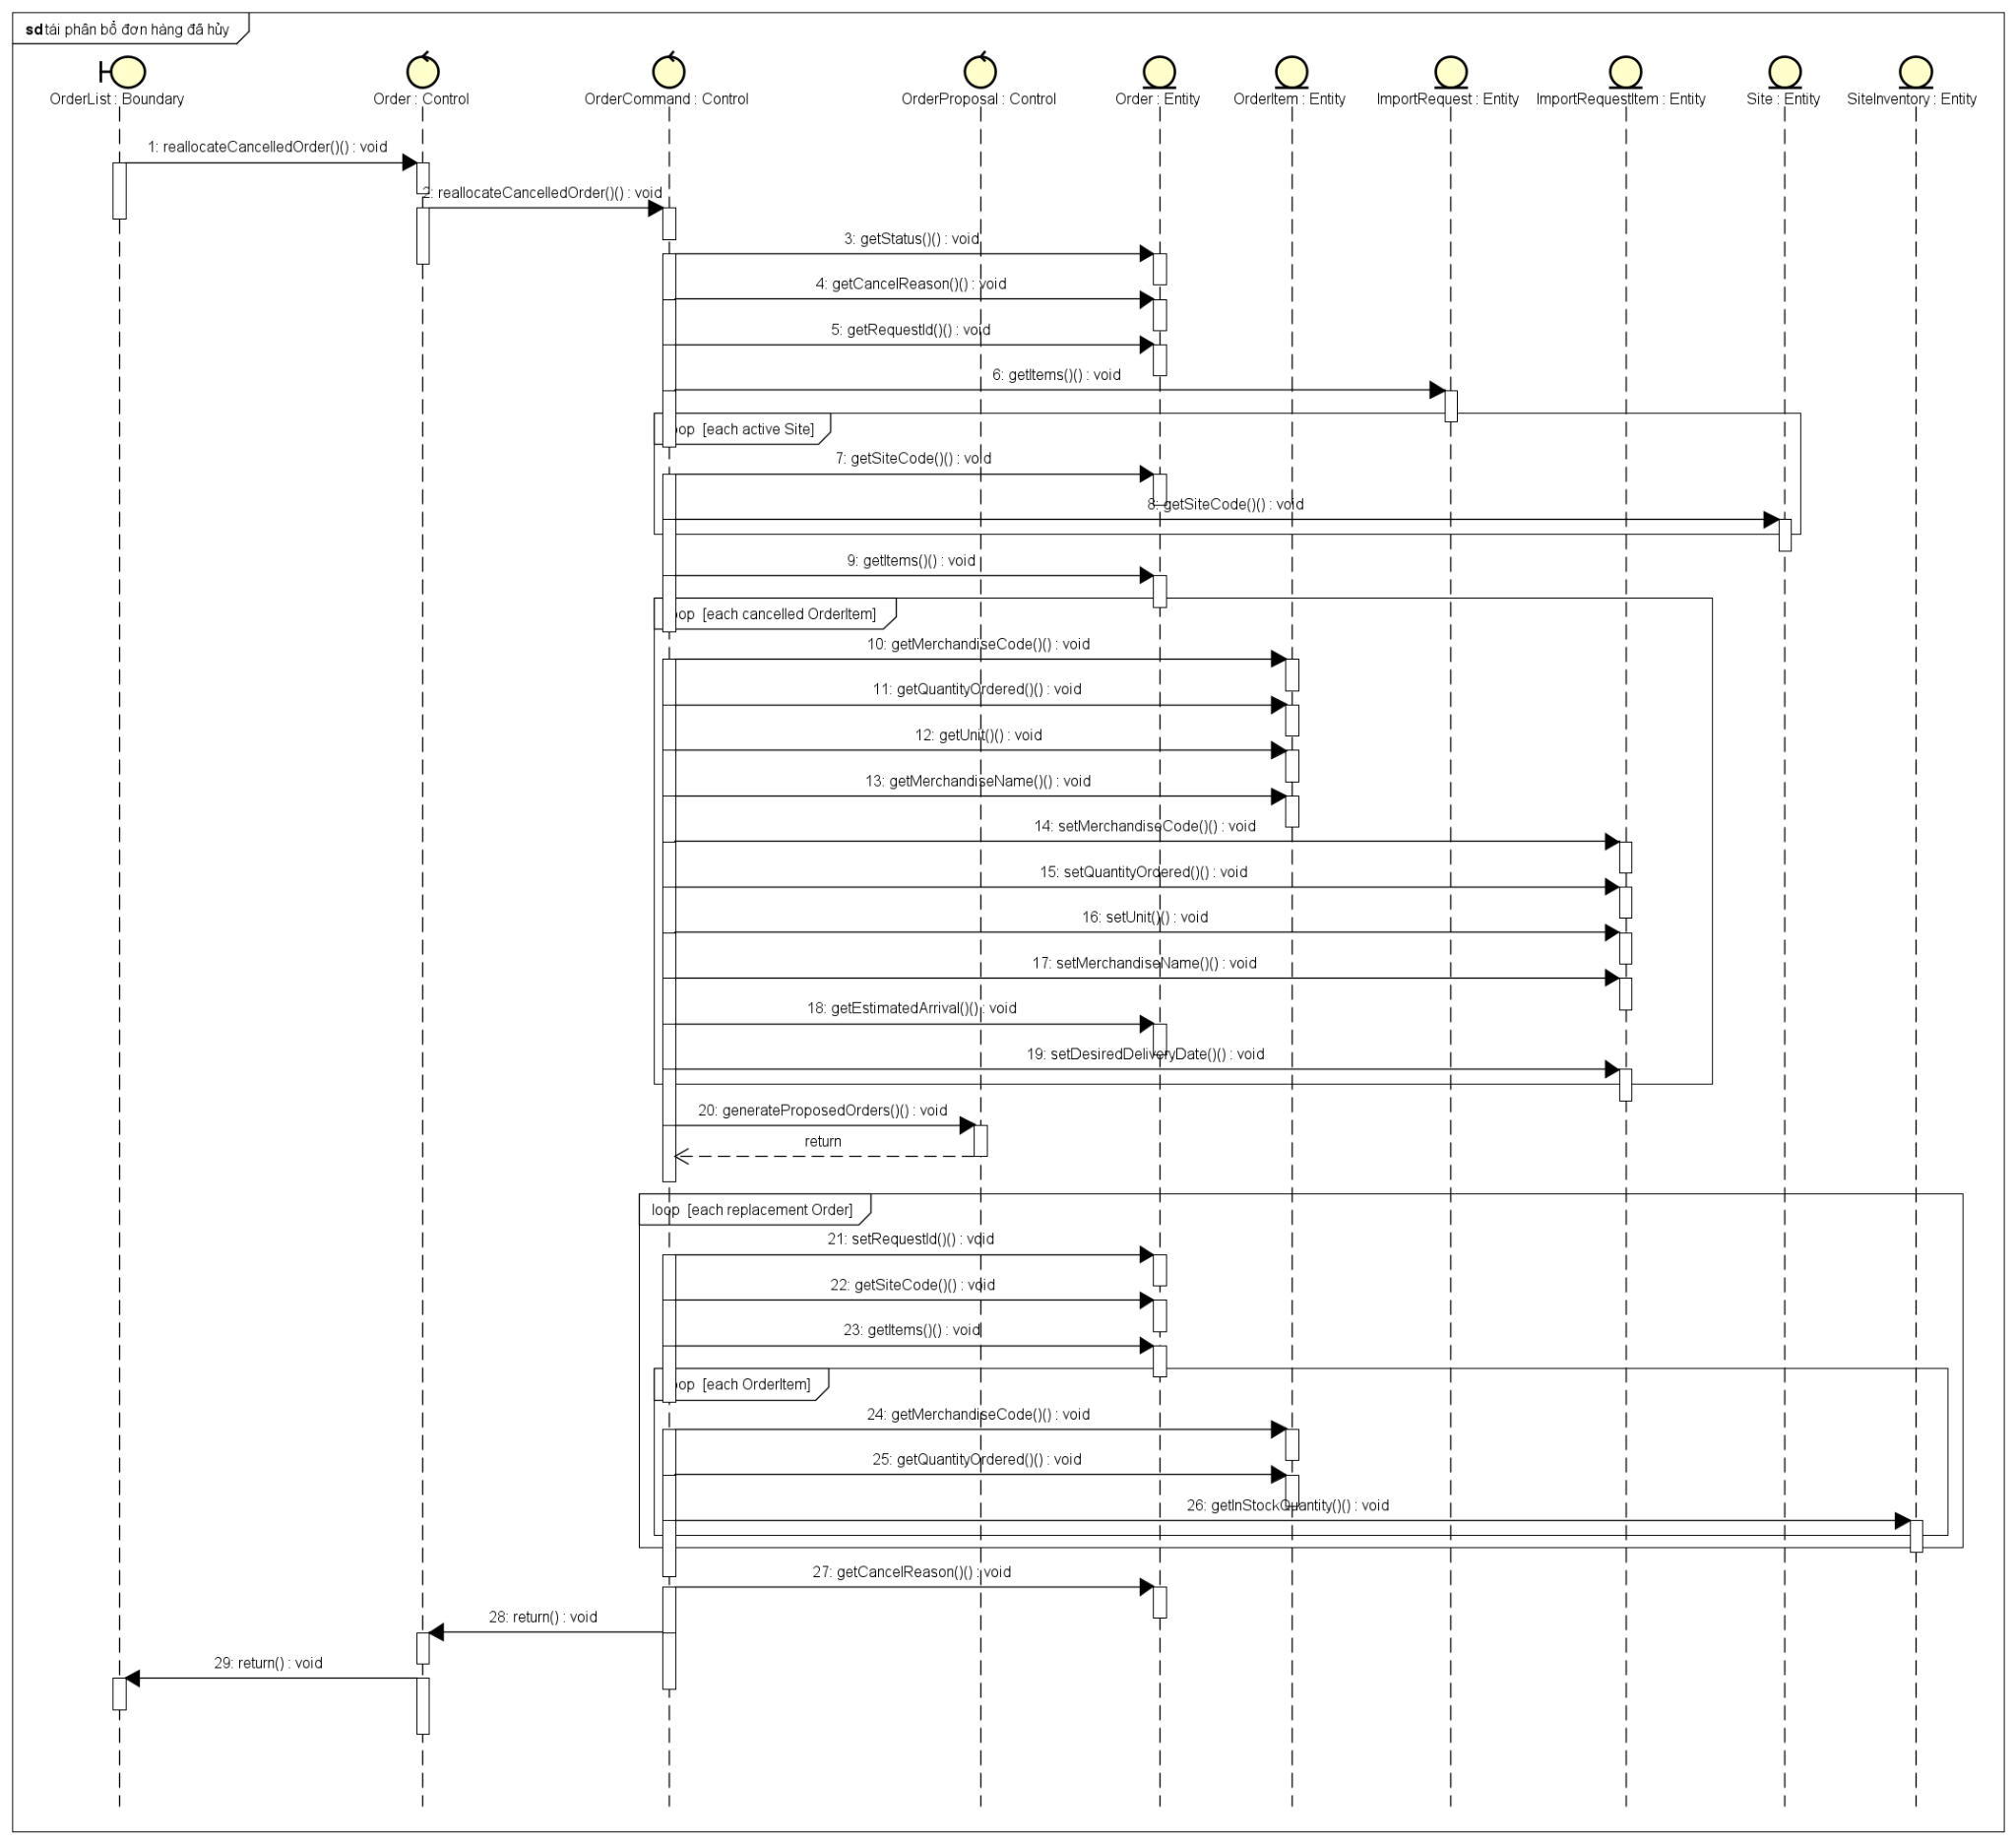 sd tái phân bổ đơn hàng đã hủy
OrderList : Boundary
Order : Control
OrderCommand : Control
OrderProposal : Control
Order : Entity
OrderItem : Entity
ImportRequest : Entity
ImportRequestItem : Entity
Site : Entity
SiteInventory : Entity
1: reallocateCancelledOrder()() : void
2: reallocateCancelledOrder()() : void
3: getStatus()() : void
4: getCancelReason()() : void
5: getRequestId()() : void
6: getItems()() : void
loop [each active Site]
7: getSiteCode()() : void
8: getSiteCode()() : void
9: getItems()() : void
loop [each cancelled OrderItem]
10: getMerchandiseCode()() : void
11: getQuantityOrdered()() : void
12: getUnit()() : void
13: getMerchandiseName()() : void
14: setMerchandiseCode()() : void
15: setQuantityOrdered()() : void
16: setUnit()() : void
17: setMerchandiseName()() : void
18: getEstimatedArrival()() : void
19: setDesiredDeliveryDate()() : void
20: generateProposedOrders()() : void
return
loop [each replacement Order]
21: setRequestId()() : void
22: getSiteCode()() : void
23: getItems()() : void
loop [each OrderItem]
24: getMerchandiseCode()() : void
25: getQuantityOrdered()() : void
26: getInStockQuantity()() : void
27: getCancelReason()() : void
28: return() : void
29: return() : void